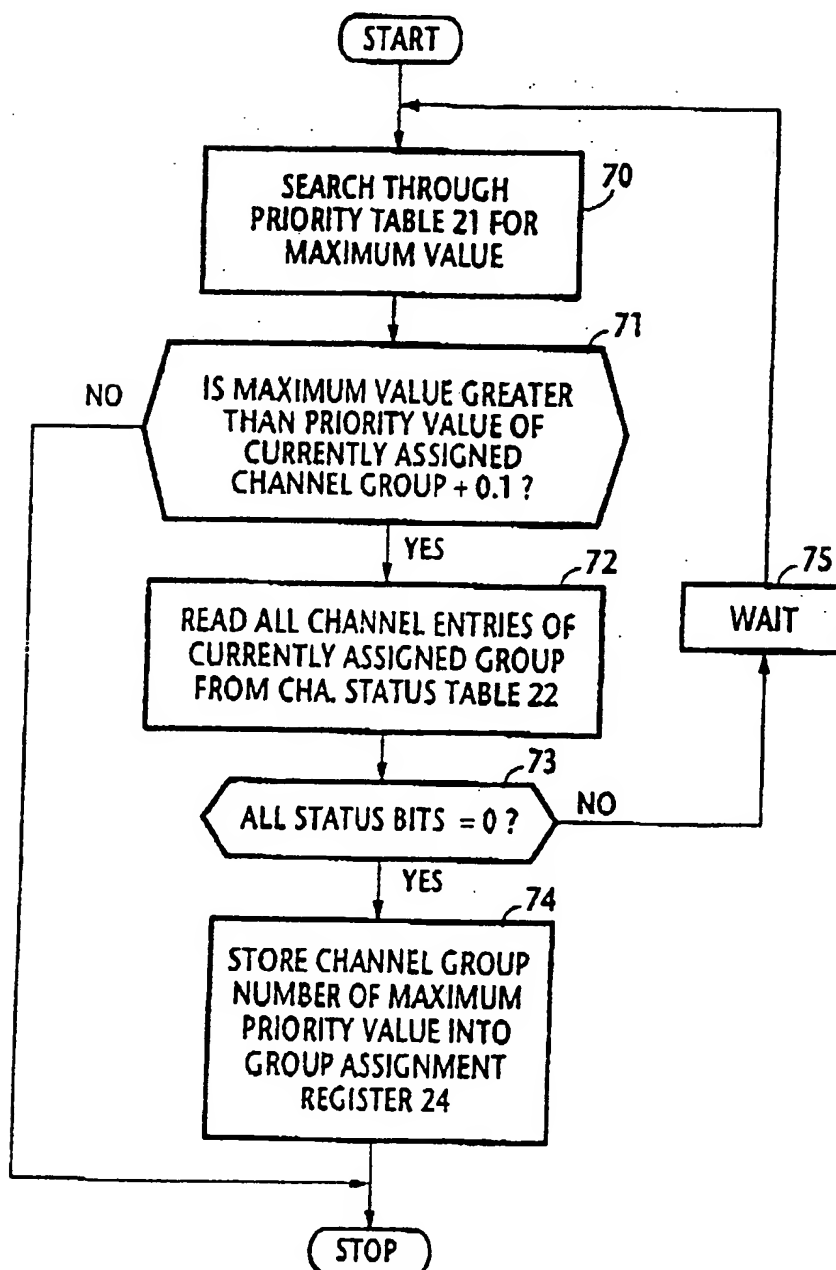 START
70
SEARCH THROUGH
PRIORITY TABLE 21 FOR
MAXIMUM VALUE
71
NO
IS MAXIMUM VALUE GREATER
THAN PRIORITY VALUE OF
CURRENTLY ASSIGNED
CHANNEL GROUP + 0.1 ?
YES
72
75
READ ALL CHANNEL ENTRIES OF
CURRENTLY ASSIGNED GROUP
FROM CHA. STATUS TABLE 22
WAIT
73
ALL STATUS BITS = 0 ?
NO
YES
74
STORE CHANNEL GROUP
NUMBER OF MAXIMUM
PRIORITY VALUE INTO
GROUP ASSIGNMENT
REGISTER 24
STOP